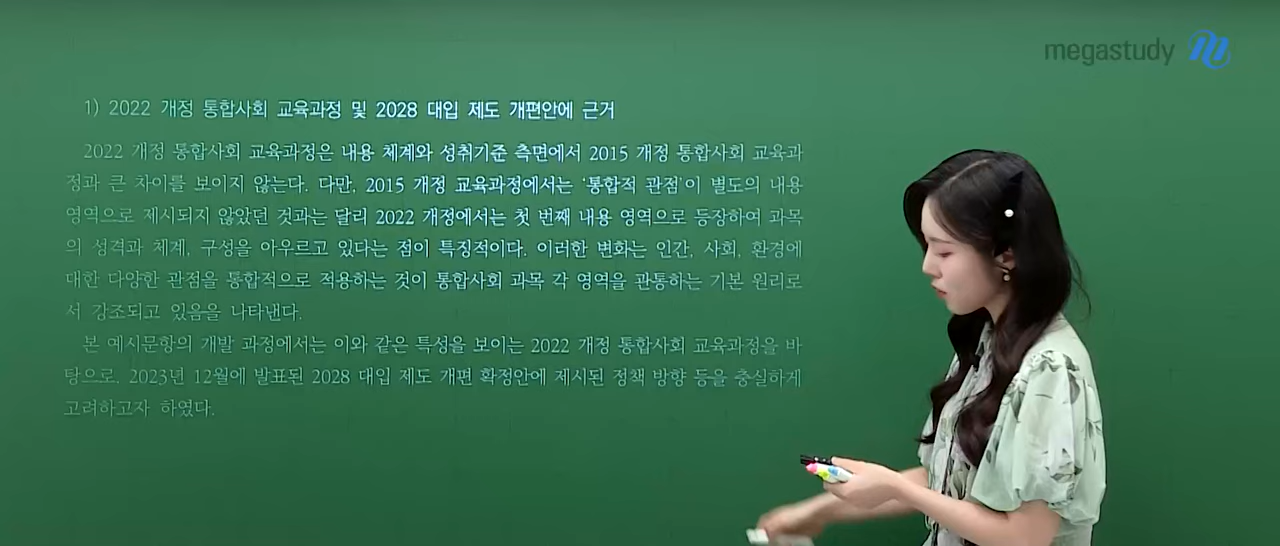 megastudy
1) 2022 개정 통합사회 교육과정 및 2028 대입 제도 개편안에 근거
2022 개정 통합사회 교육과정은 내용 체계와 성취기준 측면에서 2015 개정 통합사회 교육과
정과 큰 차이를 보이지 않는다. 다만, 2015 개정 교육과정에서는 '통합적 관점'이 별도의 내용
영역으로 제시되지 않았던 것과는 달리 2022 개정에서는 첫 번째 내용 영역으로 등장하여 과목
의 성격과 체계, 구성을 아우르고 있다는 점이 특징적이다. 이러한 변화는 인간, 사회, 환경에
대한 다양한 관점을 통합적으로 적용하는 것이 통합사회 과목 각 영역을 관통하는 기본 원리로
서 강조되고 있음을 나타낸다.
본 예시문항의 개발 과정에서는 이와 같은 특성을 보이는 2022 개정 통합사회 교육과정을 바
탕으로, 2023년 12월에 발표된 2028 대입 제도 개편 확정안에 제시된 정책 방향 등을 충실하게
고려하고자 하였다.